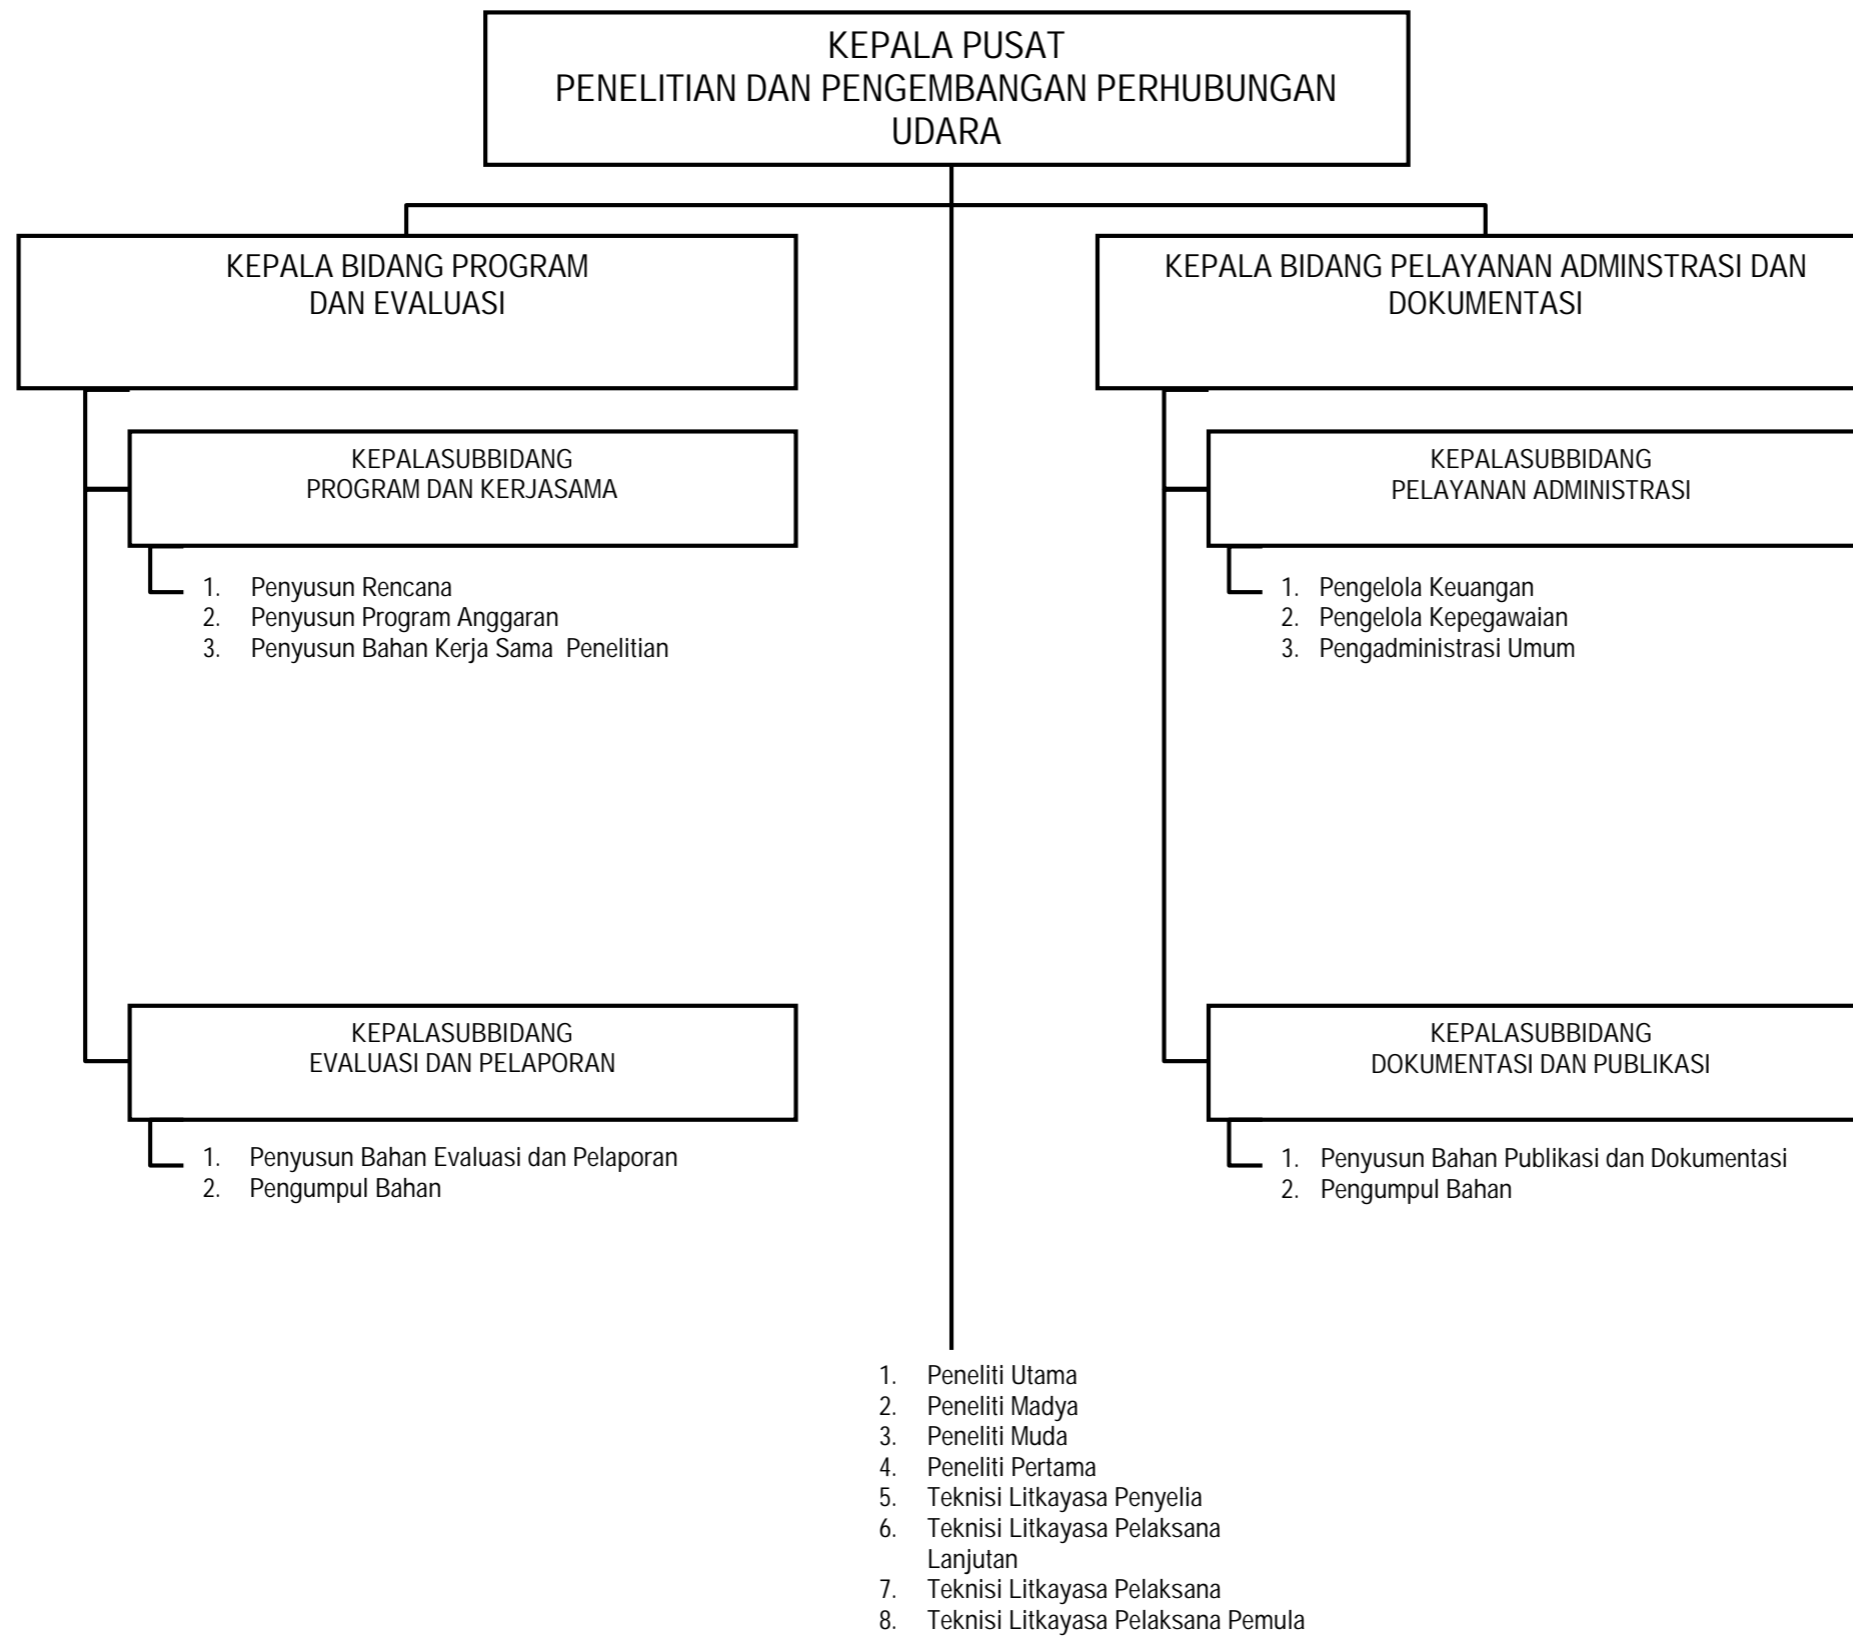 KEPALA PUSAT
PENELITIAN DAN PENGEMBANGAN PERHUBUNGAN
UDARA
KEPALA BIDANG PROGRAM
DAN EVALUASI
KEPALASUBBIDANG
PROGRAM DAN KERJASAMA
1. Penyusun Rencana
2. Penyusun Program Anggaran
3. Penyusun Bahan Kerja Sama Penelitian
KEPALASUBBIDANG
EVALUASI DAN PELAPORAN
1. Penyusun Bahan Evaluasi dan Pelaporan
2. Pengumpul Bahan
KEPALA BIDANG PELAYANAN ADMINSTRASI DAN
DOKUMENTASI
KEPALASUBBIDANG
PELAYANAN ADMINISTRASI
1. Pengelola Keuangan
2. Pengelola Kepegawaian
3. Pengadministrasi Umum
KEPALASUBBIDANG
DOKUMENTASI DAN PUBLIKASI
1. Penyusun Bahan Publikasi dan Dokumentasi
2. Pengumpul Bahan
1. Peneliti Utama
2. Peneliti Madya
3. Peneliti Muda
4. Peneliti Pertama
5. Teknisi Litkayasa Penyelia
6. Teknisi Litkayasa Pelaksana
Lanjutan
7. Teknisi Litkayasa Pelaksana
8. Teknisi Litkayasa Pelaksana Pemula